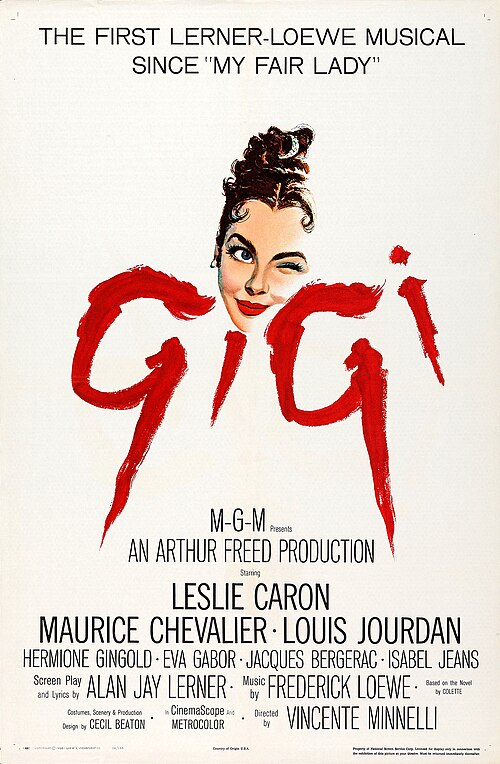 THE FIRST LERNER-LOEWE MUSICAL
SINCE "MY FAIR LADY"
GiGi
M-G-M Presents
AN ARTHUR FREED PRODUCTION
Starring
LESLIE CARON
MAURICE CHEVALIER · LOUIS JOURDAN
HERMIONE GINGOLD · EVA GABOR · JACQUES BERGERAC · ISABEL JEANS
Screen Play and Lyrics by ALAN JAY LERNER · Music by FREDERICK LOEWE · Based on the Novel by COLETTE
Costumes, Scenery & Production Design by CECIL BEATON · In CinemaScope And METROCOLOR · Directed by VINCENTE MINNELLI
Country of Origin U.S.A.